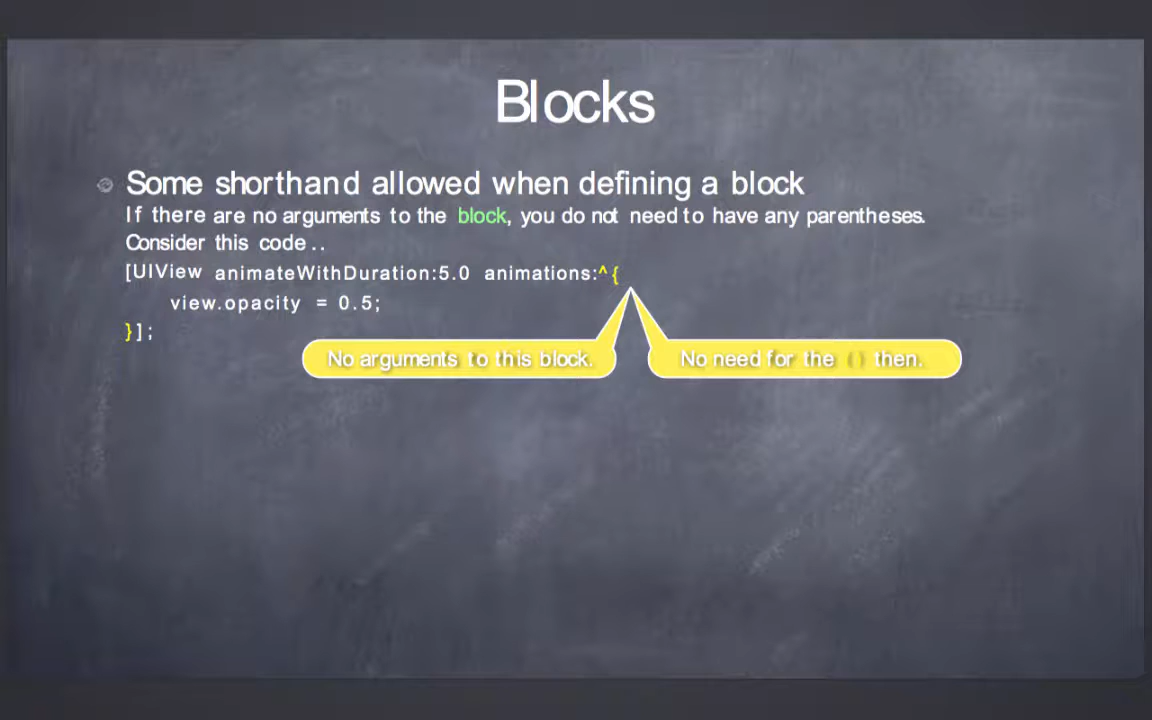 Blocks
Some shorthand allowed when defining a block
If there are no arguments to the block, you do not need to have any parentheses.
Consider this code ..
[UIView animateWithDuration:5.0 animations:^{
view.opacity = 0.5;
}];
No arguments to this block.
No need for the () then.